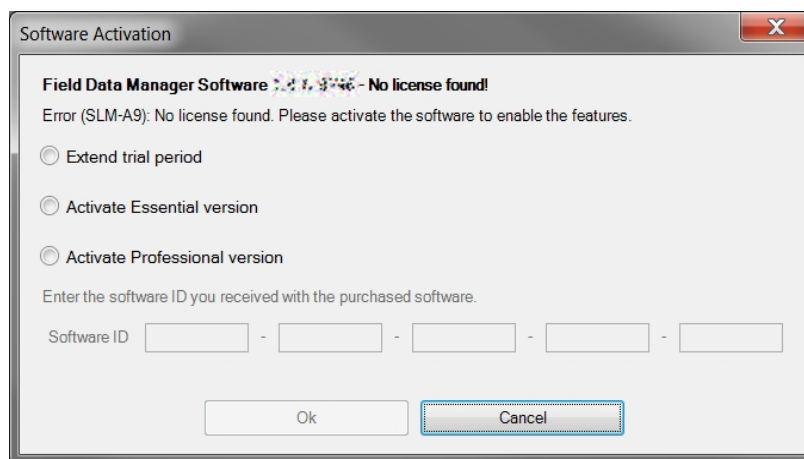 Software Activation
Field Data Manager Software - No license found!
Error (SLM-A9): No license found. Please activate the software to enable the features.
Extend trial period
Activate Essential version
Activate Professional version
Enter the software ID you received with the purchased software.
Software ID - - - -
Ok Cancel